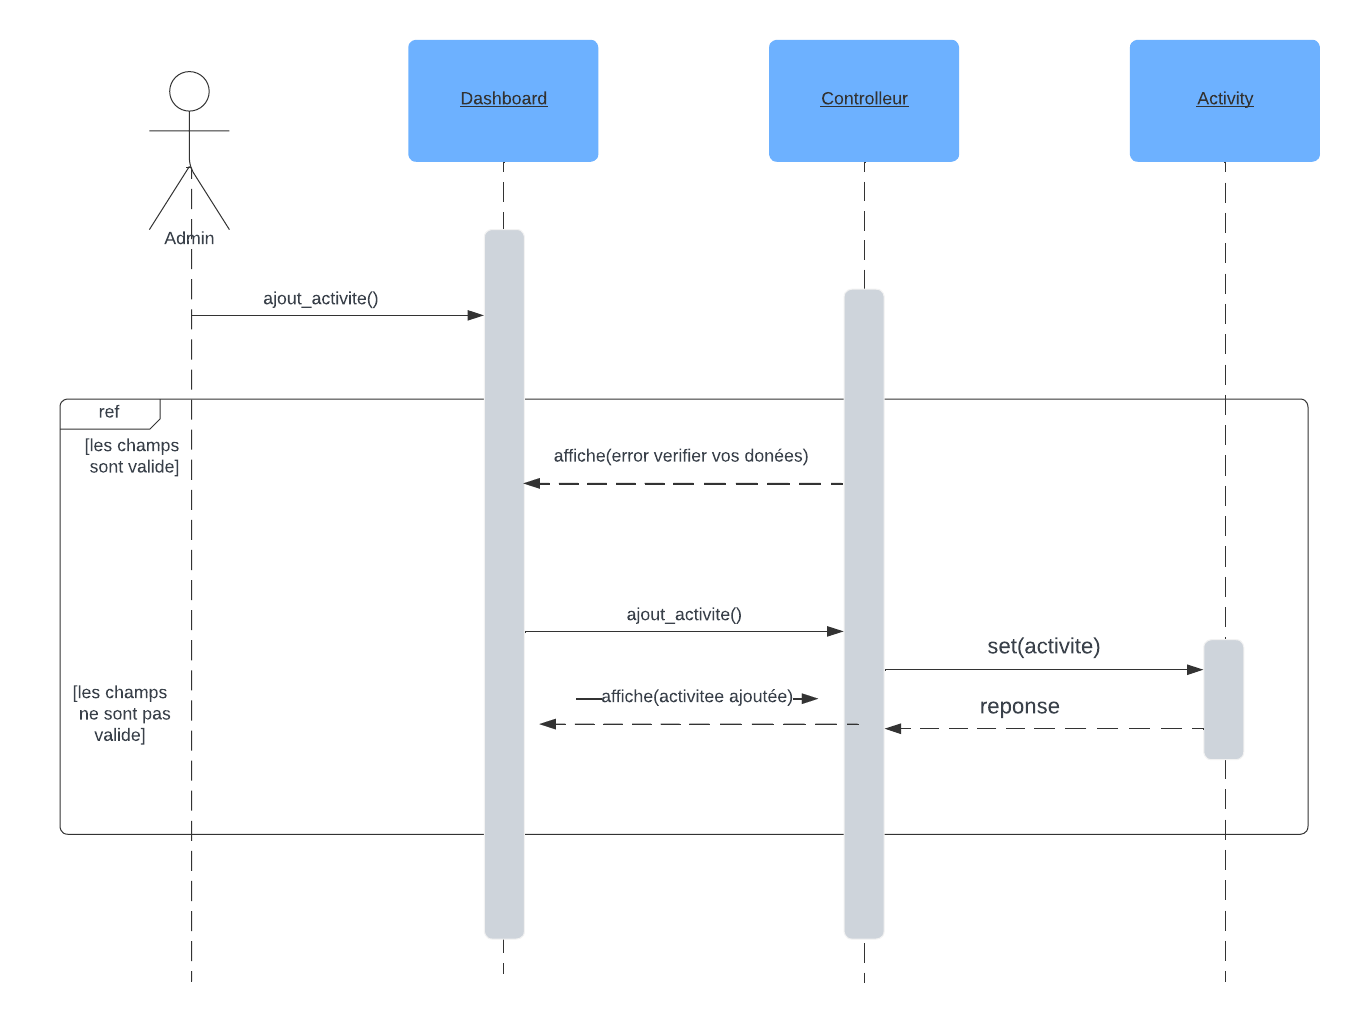 Dashboard
Controlleur
Activity
Admin
ajout_activite()
ref
[les champs
sont valide]
affiche(error verifier vos donées)
ajout_activite()
set(activite)
[les champs
ne sont pas
valide]
affiche(activitee ajoutée)
reponse